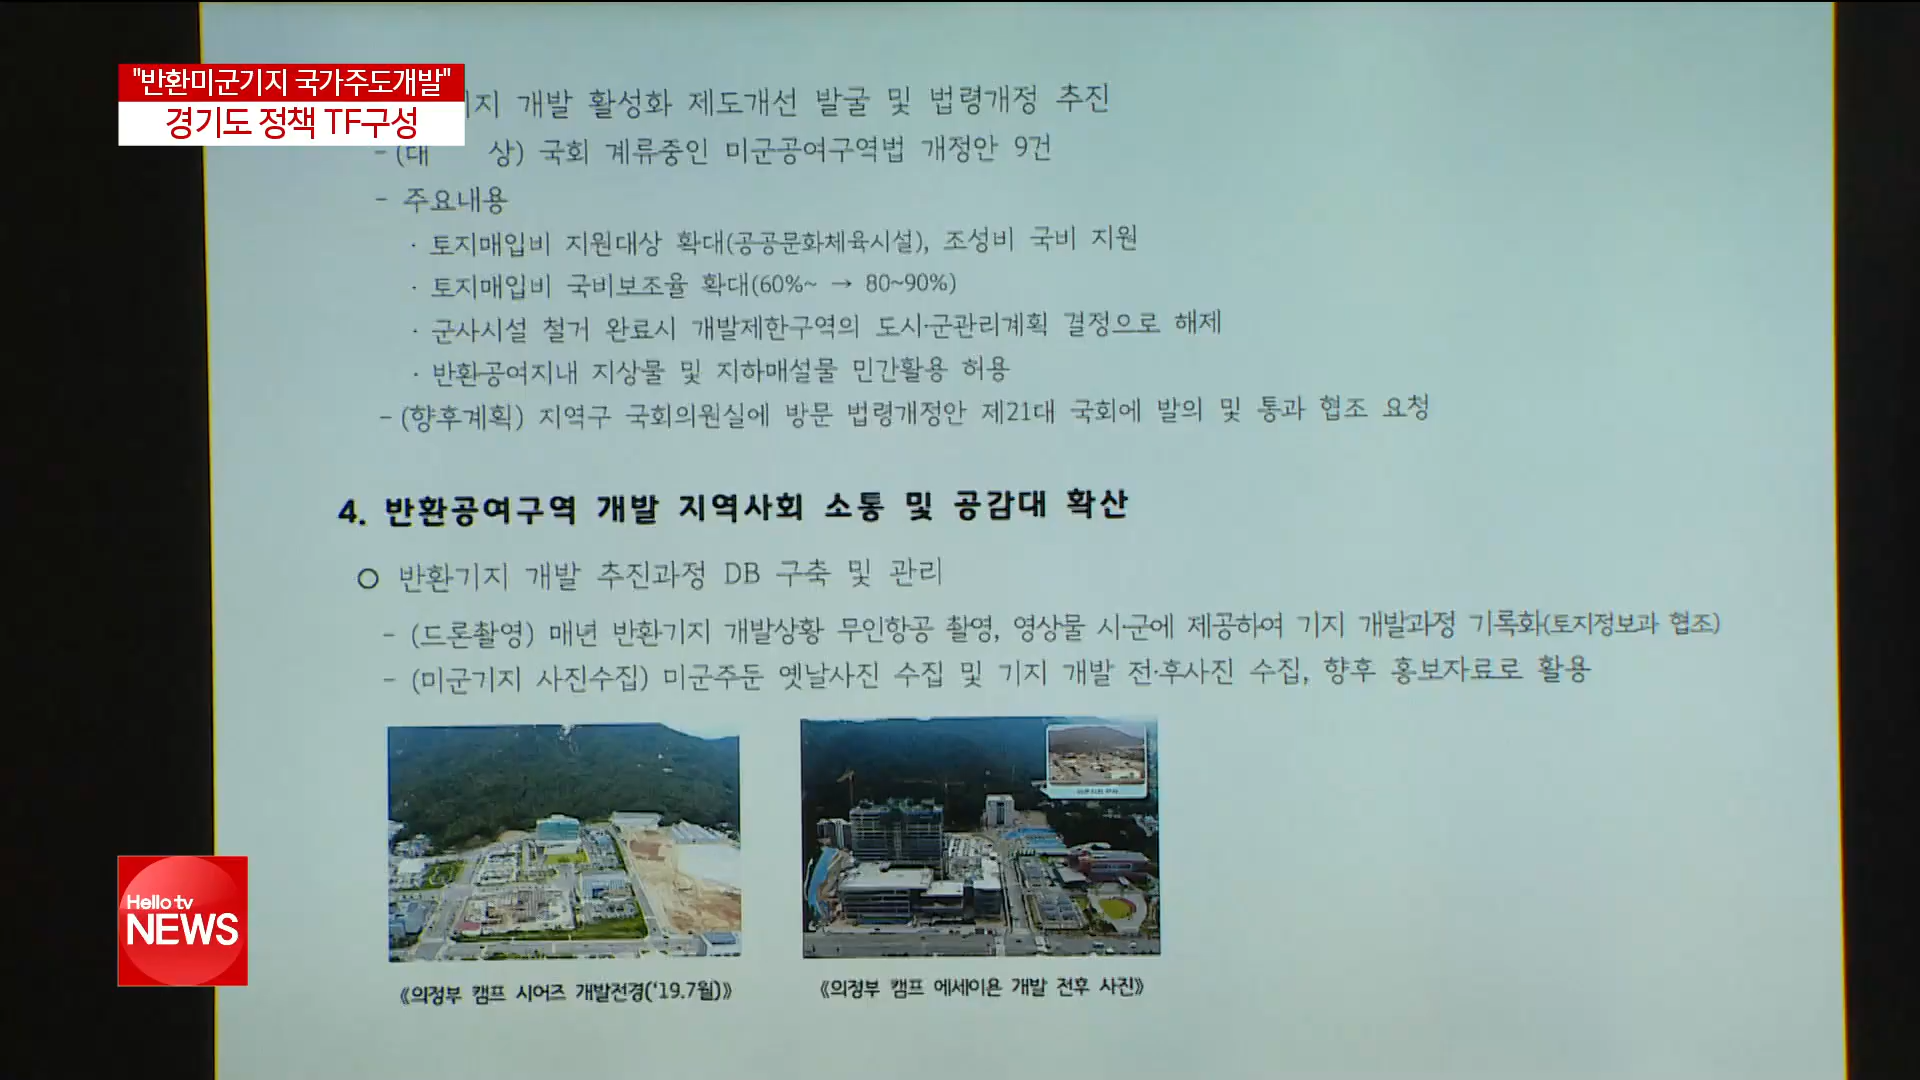 "반환미군기지 국가주도개발"
경기도 정책 TF구성
지 개발 활성화 제도개선 발굴 및 법령개정 추진
- (대 상) 국회 계류중인 미군공여구역법 개정안 9건
- 주요내용
· 토지매입비 지원대상 확대(공공문화체육시설), 조성비 국비 지원
· 토지매입비 국비보조율 확대(60%~ → 80~90%)
· 군사시설 철거 완료시 개발제한구역의 도시·군관리계획 결정으로 해제
· 반환공여지내 지상물 및 지하매설물 민간활용 허용
- (향후계획) 지역구 국회의원실에 방문 법령개정안 제21대 국회에 발의 및 통과 협조 요청
4. 반환공여구역 개발 지역사회 소통 및 공감대 확산
○ 반환기지 개발 추진과정 DB 구축 및 관리
- (드론촬영) 매년 반환기지 개발상황 무인항공 촬영, 영상물 시·군에 제공하여 기지 개발과정 기록화(토지정보과 협조)
- (미군기지 사진수집) 미군주둔 옛날사진 수집 및 기지 개발 전·후사진 수집, 향후 홍보자료로 활용
《의정부 캠프 시어즈 개발전경('19.7월)》
《의정부 캠프 에세이욘 개발 전후 사진》
Hello tv
NEWS